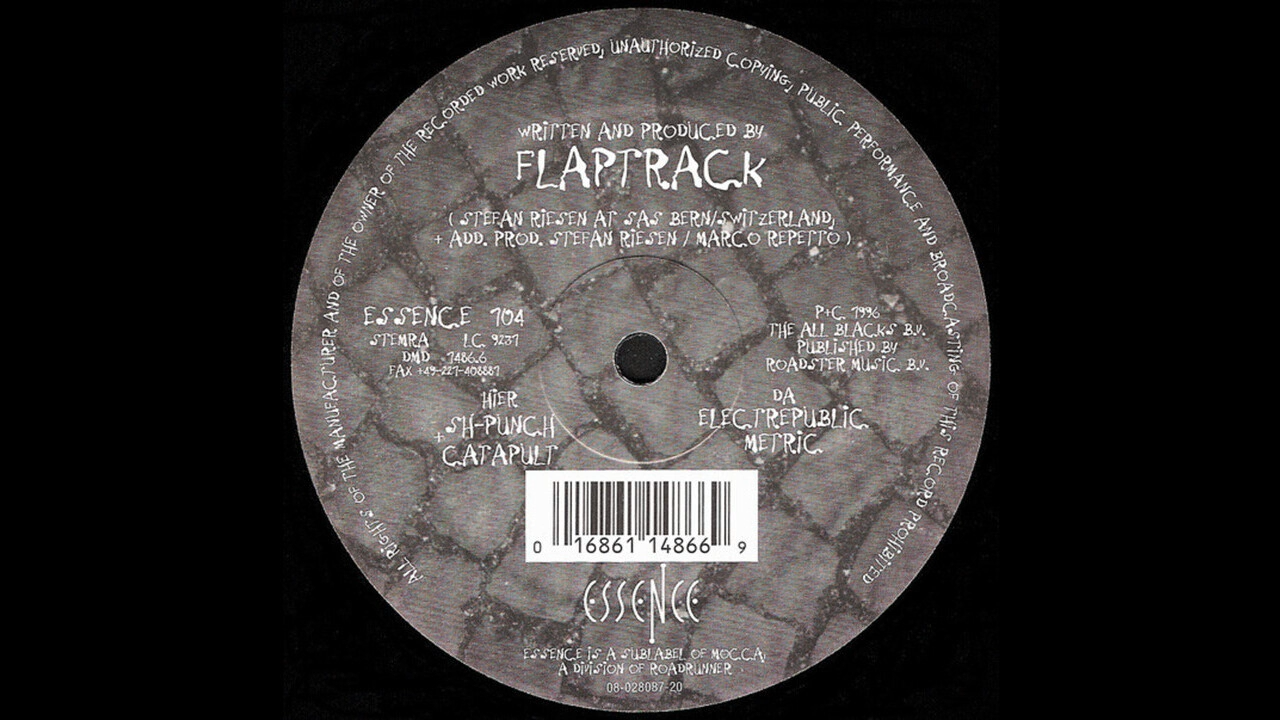 ALL RIGHTS OF THE MANUFACTURER AND OF THE OWNER OF THE RECORDED WORK RESERVED, UNAUTHORIZED COPYING, PUBLIC PERFORMANCE AND BROADCASTING OF THIS RECORD PROHIBITED
WRITTEN AND PRODUCED BY
FLAPTRACK
( STEFAN RIESEN AT SAS BERN/SWITZERLAND,
+ ADD. PROD. STEFAN RIESEN / MARCO REPETTO )
ESSENCE 104
STEMRA LC. 9231
DMD 7486.6
FAX +49-221-408887
HIER
SH-PUNCH
+
CATAPULT
P+C 1996
THE ALL BLACKS B.V.
PUBLISHED BY
ROADSTER MUSIC B.V.
DA
ELECTREPUBLIC
METRIC
0 16861 14866 9
ESSENCE
ESSENCE IS A SUBLABEL OF M.O.C.C.A,
A DIVISION OF ROADRUNNER
08-028087-20